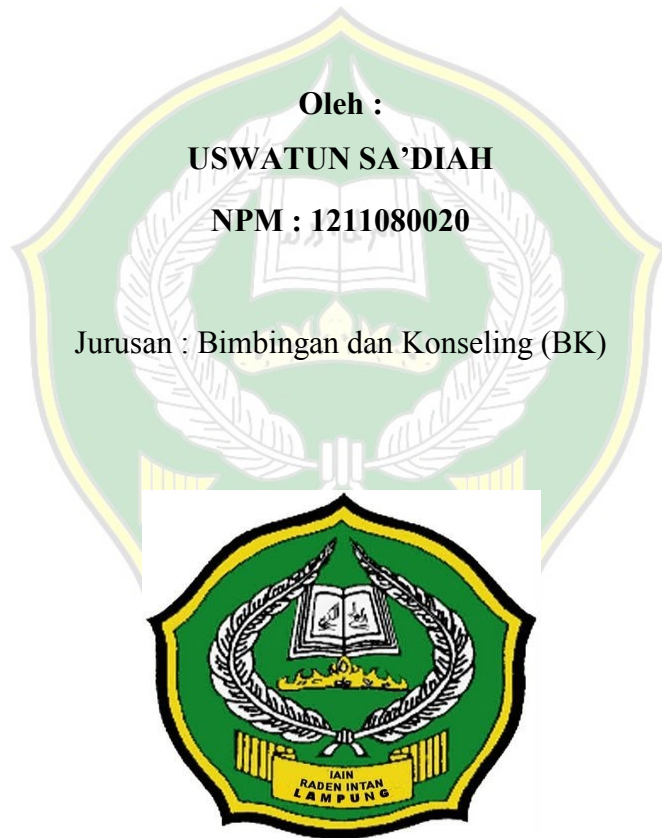 Oleh :
USWATUN SA’DIAH
NPM : 1211080020
Jurusan : Bimbingan dan Konseling (BK)
IAIN
RADEN INTAN
LAMPUNG